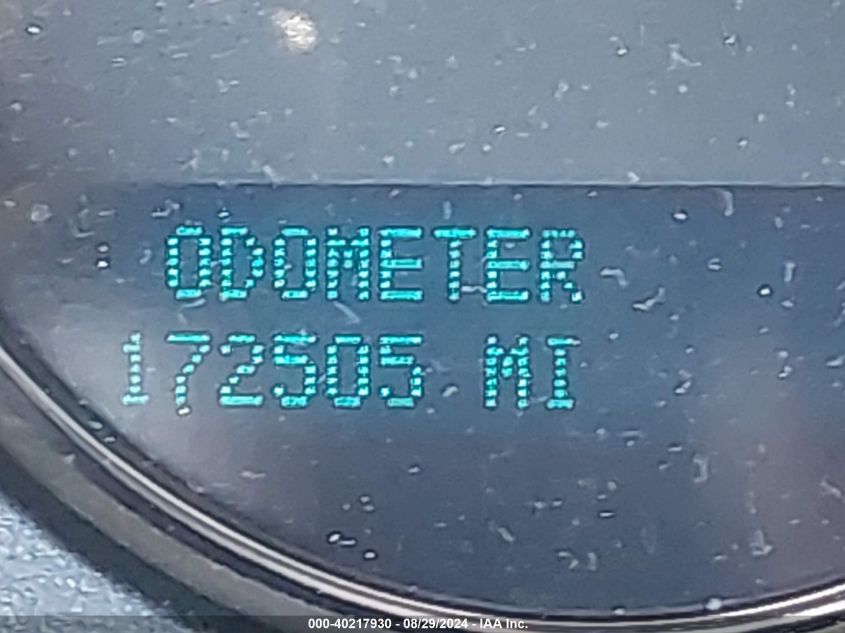 ODOMETER
172505 MI
000-40217930 - 08/29/2024 - IAA Inc.